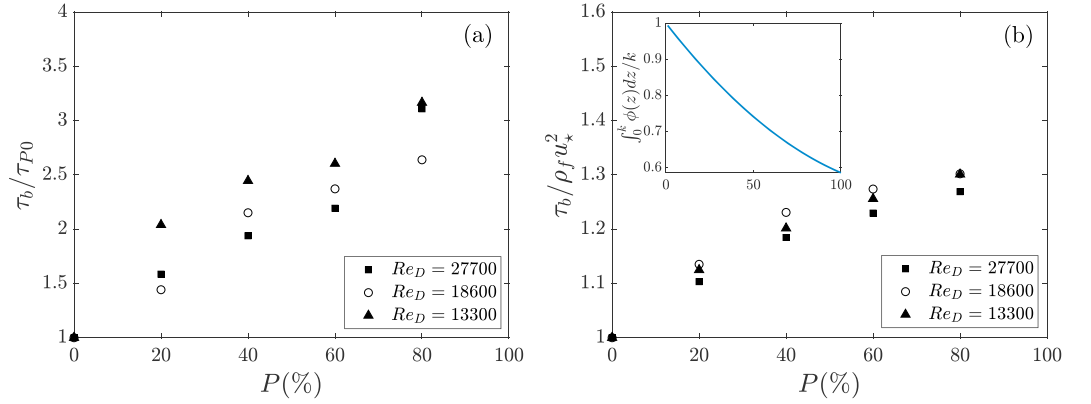 4
3.5
3
2.5
2
1.5
1
τ_b/τ_{P0}
(a)
Re_D = 27700
Re_D = 18600
Re_D = 13300
0 20 40 60 80 100
P(%)
1.6
1.5
1.4
1.3
1.2
1.1
1
τ_b/ρ_f u_⋆^2
(b)
1
0.9
0.8
0.7
0.6
∫_0^k φ(z)dz/k
0 50 100
Re_D = 27700
Re_D = 18600
Re_D = 13300
0 20 40 60 80 100
P(%)